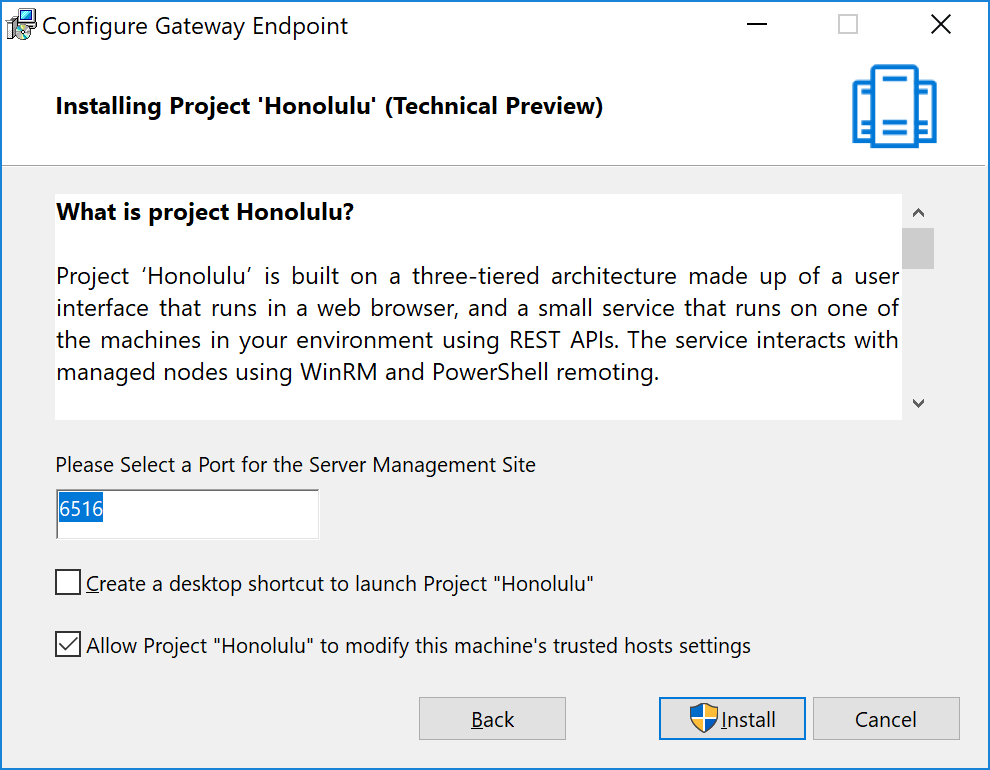 Configure Gateway Endpoint
Installing Project 'Honolulu' (Technical Preview)
What is project Honolulu?
Project ‘Honolulu’ is built on a three-tiered architecture made up of a user
interface that runs in a web browser, and a small service that runs on one of
the machines in your environment using REST APIs. The service interacts with
managed nodes using WinRM and PowerShell remoting.
Please Select a Port for the Server Management Site
6516
Create a desktop shortcut to launch Project "Honolulu"
Allow Project "Honolulu" to modify this machine's trusted hosts settings
Back
Install
Cancel